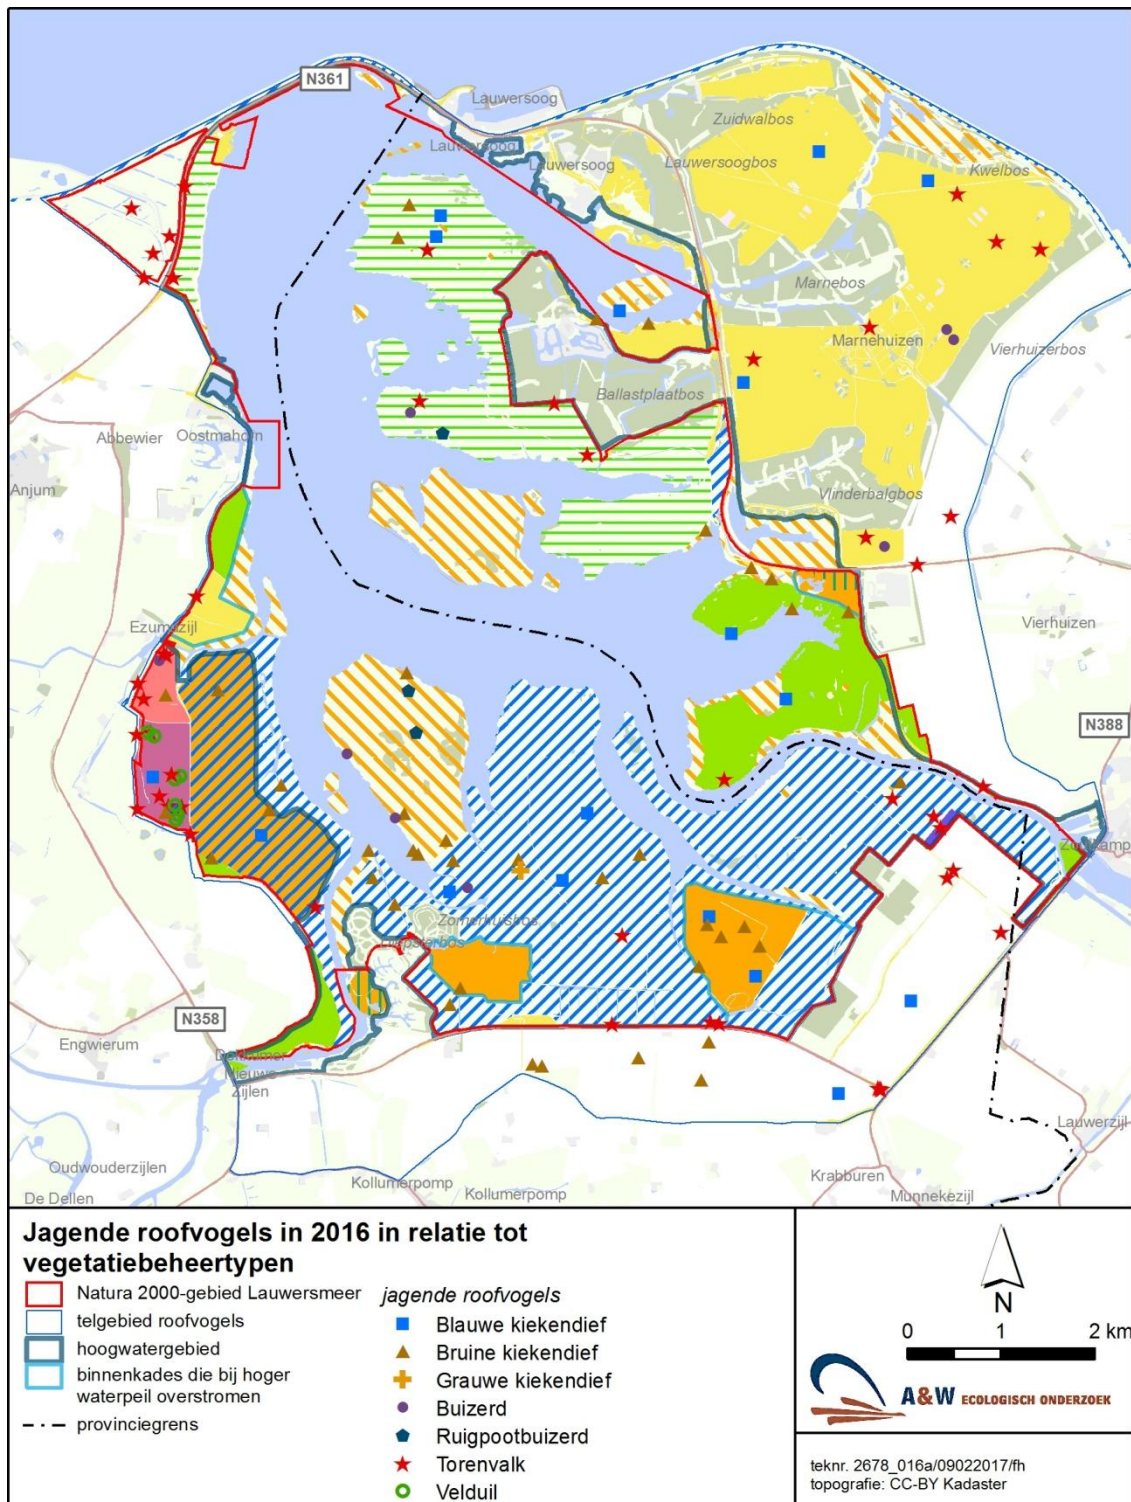 N361
Lauwersoog
Zuidwalbos
Lauwersoog
Lauwersoogbos
Kwelbos
Lauwersoog
Marnebos
Marnehuizen
Vierhuizerbos
Ballastplaatbos
Abbewier
Oostmahorn
Anjum
Vlinderbalgbos
Ezumazijl
Vierhuizen
N388
Zoutkamp
Zomerhuisbos
Diepsterbos
N358
Engwierum
Dokkumer
Nieuwe
Zijlen
Lauwerzijl
Oudwouderzijlen
Krabburen
De Dellen
Kollumerpomp
Kollumerpomp
Munnekezijl
Jagende roofvogels in 2016 in relatie tot
vegetatiebeheertypen
Natura 2000-gebied Lauwersmeer
telgebied roofvogels
hoogwatergebied
binnenkades die bij hoger
waterpeil overstromen
provinciegrens
jagende roofvogels
Blauwe kiekendief
Bruine kiekendief
Grauwe kiekendief
Buizerd
Ruigpootbuizerd
Torenvalk
Velduil
N
0 1 2 km
A&W ECOLOGISCH ONDERZOEK
teknr. 2678_016a/09022017/fh
topografie: CC-BY Kadaster